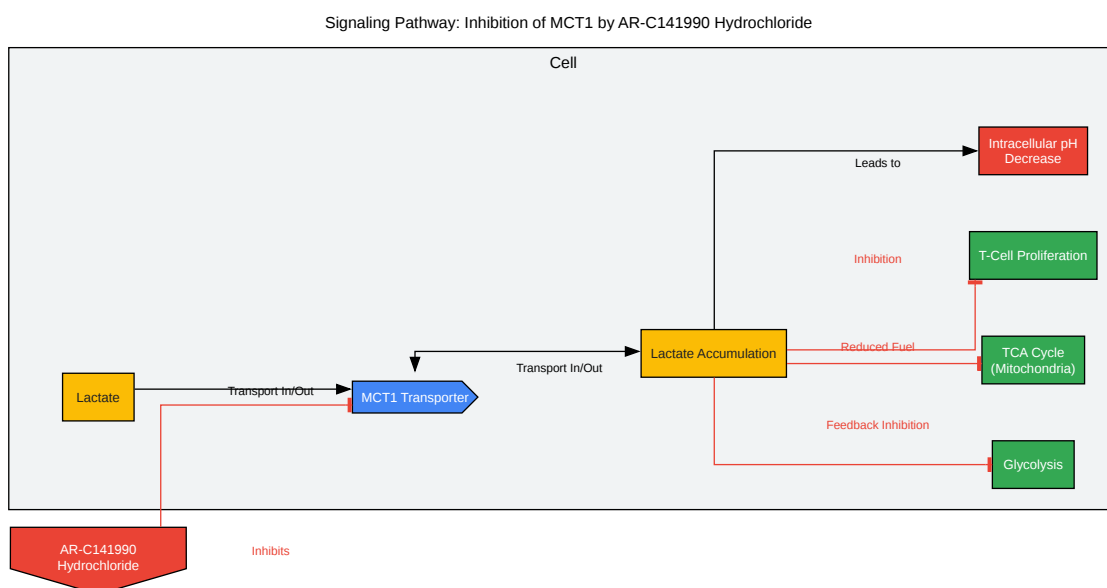 Signaling Pathway: Inhibition of MCT1 by AR-C141990 Hydrochloride
Cell
Intracellular pH
Decrease
Leads to
T-Cell Proliferation
Inhibition
Lactate Accumulation
Reduced Fuel
TCA Cycle
(Mitochondria)
Transport In/Out
Lactate
Transport In/Out
MCT1 Transporter
Feedback Inhibition
Glycolysis
AR-C141990
Hydrochloride
Inhibits